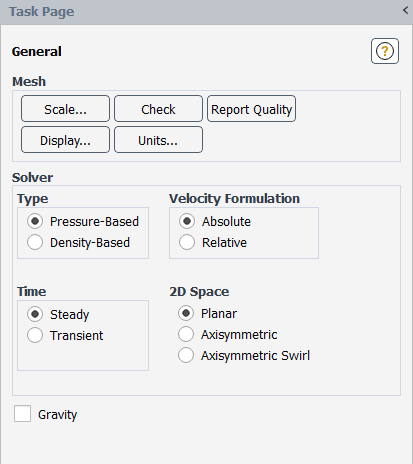 Task Page <
General ?
Mesh
Scale... Check Report Quality
Display... Units...
Solver
Type Velocity Formulation
Pressure-Based Absolute
Density-Based Relative
Time 2D Space
Steady Planar
Transient Axisymmetric
Axisymmetric Swirl
Gravity